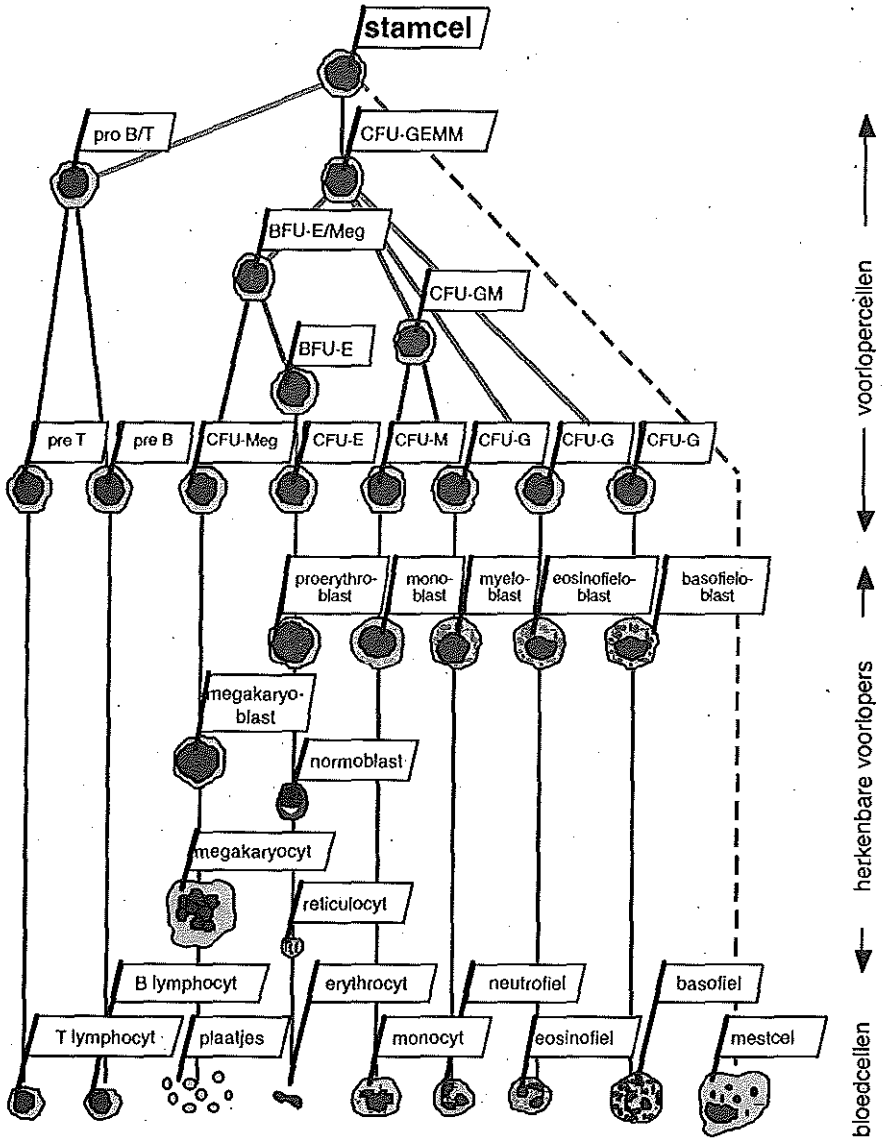 stamcel
pro B/T
CFU-GEMM
BFU-E/Meg
CFU-GM
BFU-E
pre T
pre B
CFU-Meg
CFU-E
CFU-M
CFU-G
CFU-G
CFU-G
proerythro-
blast
mono-
blast
myelo-
blast
eosinofielo-
blast
basofielo-
blast
megakaryo-
blast
normoblast
megakaryocyt
reticulocyt
B lymphocyt
erythrocyt
neutrofiel
basofiel
T lymphocyt
plaatjes
monocyt
eosinofiel
mestcel
voorlopercellen
herkenbare voorlopers
bloedcellen